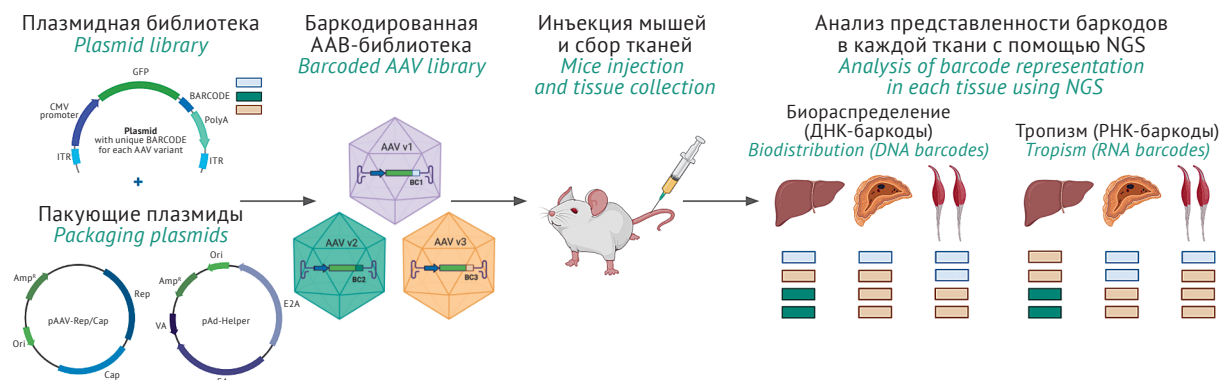 Плазмидная библиотека
Plasmid library
GFP
CMV
promoter
BARCODE
PolyA
Plasmid
with unique BARCODE
for each AAV variant
ITR
ITR
+
Пакующие плазмиды
Packaging plasmids
Amp^R
Rep
pAAV-Rep/Cap
Ori
Cap
Ori
Amp^R
E2A
VA
pAd-Helper
Баркодированная
ААВ-библиотека
Barcoded AAV library
AAV v1
BC1
AAV v2
BC2
AAV v3
BC3
Инъекция мышей
и сбор тканей
Mice injection
and tissue collection
Анализ представленности баркодов
в каждой ткани с помощью NGS
Analysis of barcode representation
in each tissue using NGS
Биораспределение
(ДНК-баркоды)
Biodistribution (DNA barcodes)
Тропизм (РНК-баркоды)
Tropism (RNA barcodes)